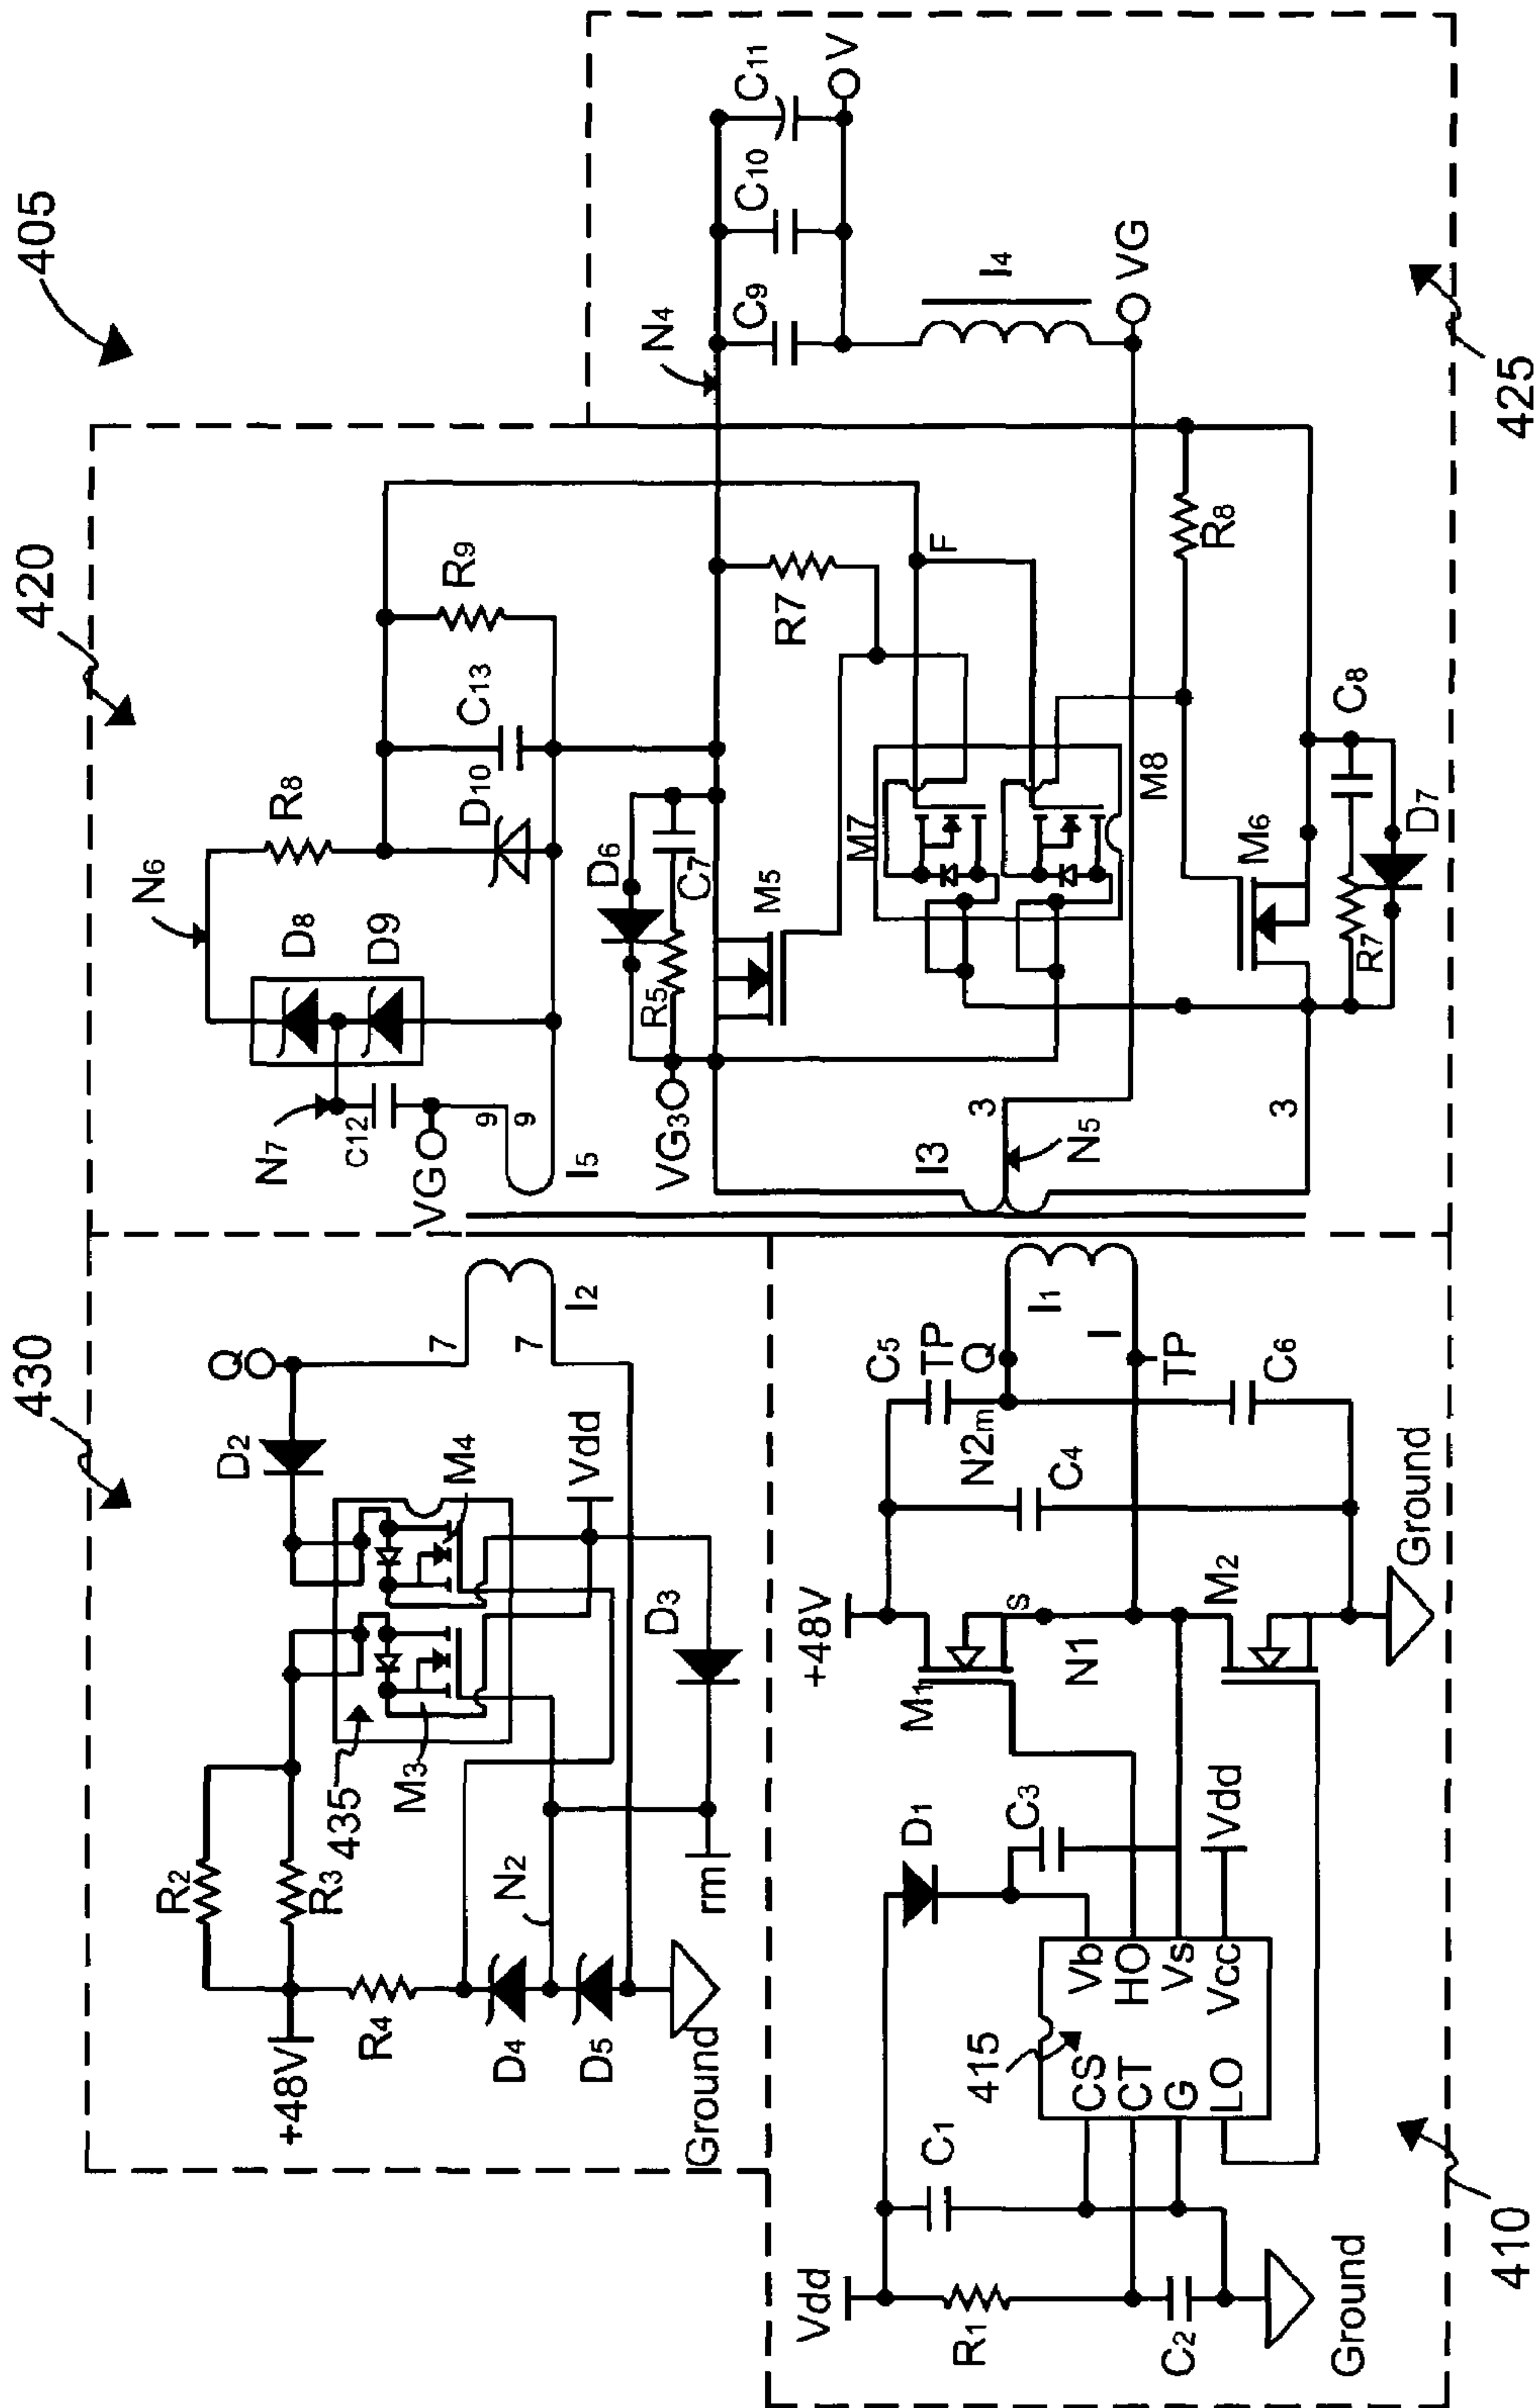 405
430
420
Q
D2
7
7
I2
R2
R3
+48V
R4
435
M3
M4
Vdd
D4
D5
N2
D3
rm
Ground
N7
N6
D8
D9
C12
VG
9
9
I5
R8
D10
C13
R9
VG3
R5
D6
C7
M5
R7
N4
C9
C10
C11
V
I4
VG
F
M7
M8
I3
3
N5
3
R8
M6
R7
C8
D7
425
Vdd
R1
C1
C2
Ground
415
CS
CT
G
LO
Vb
HO
Vs
Vcc
D1
C3
Vdd
+48V
M1
S
N1
M2
C4
C5
TP
N2m
Q
I1
I
TP
C6
Ground
410